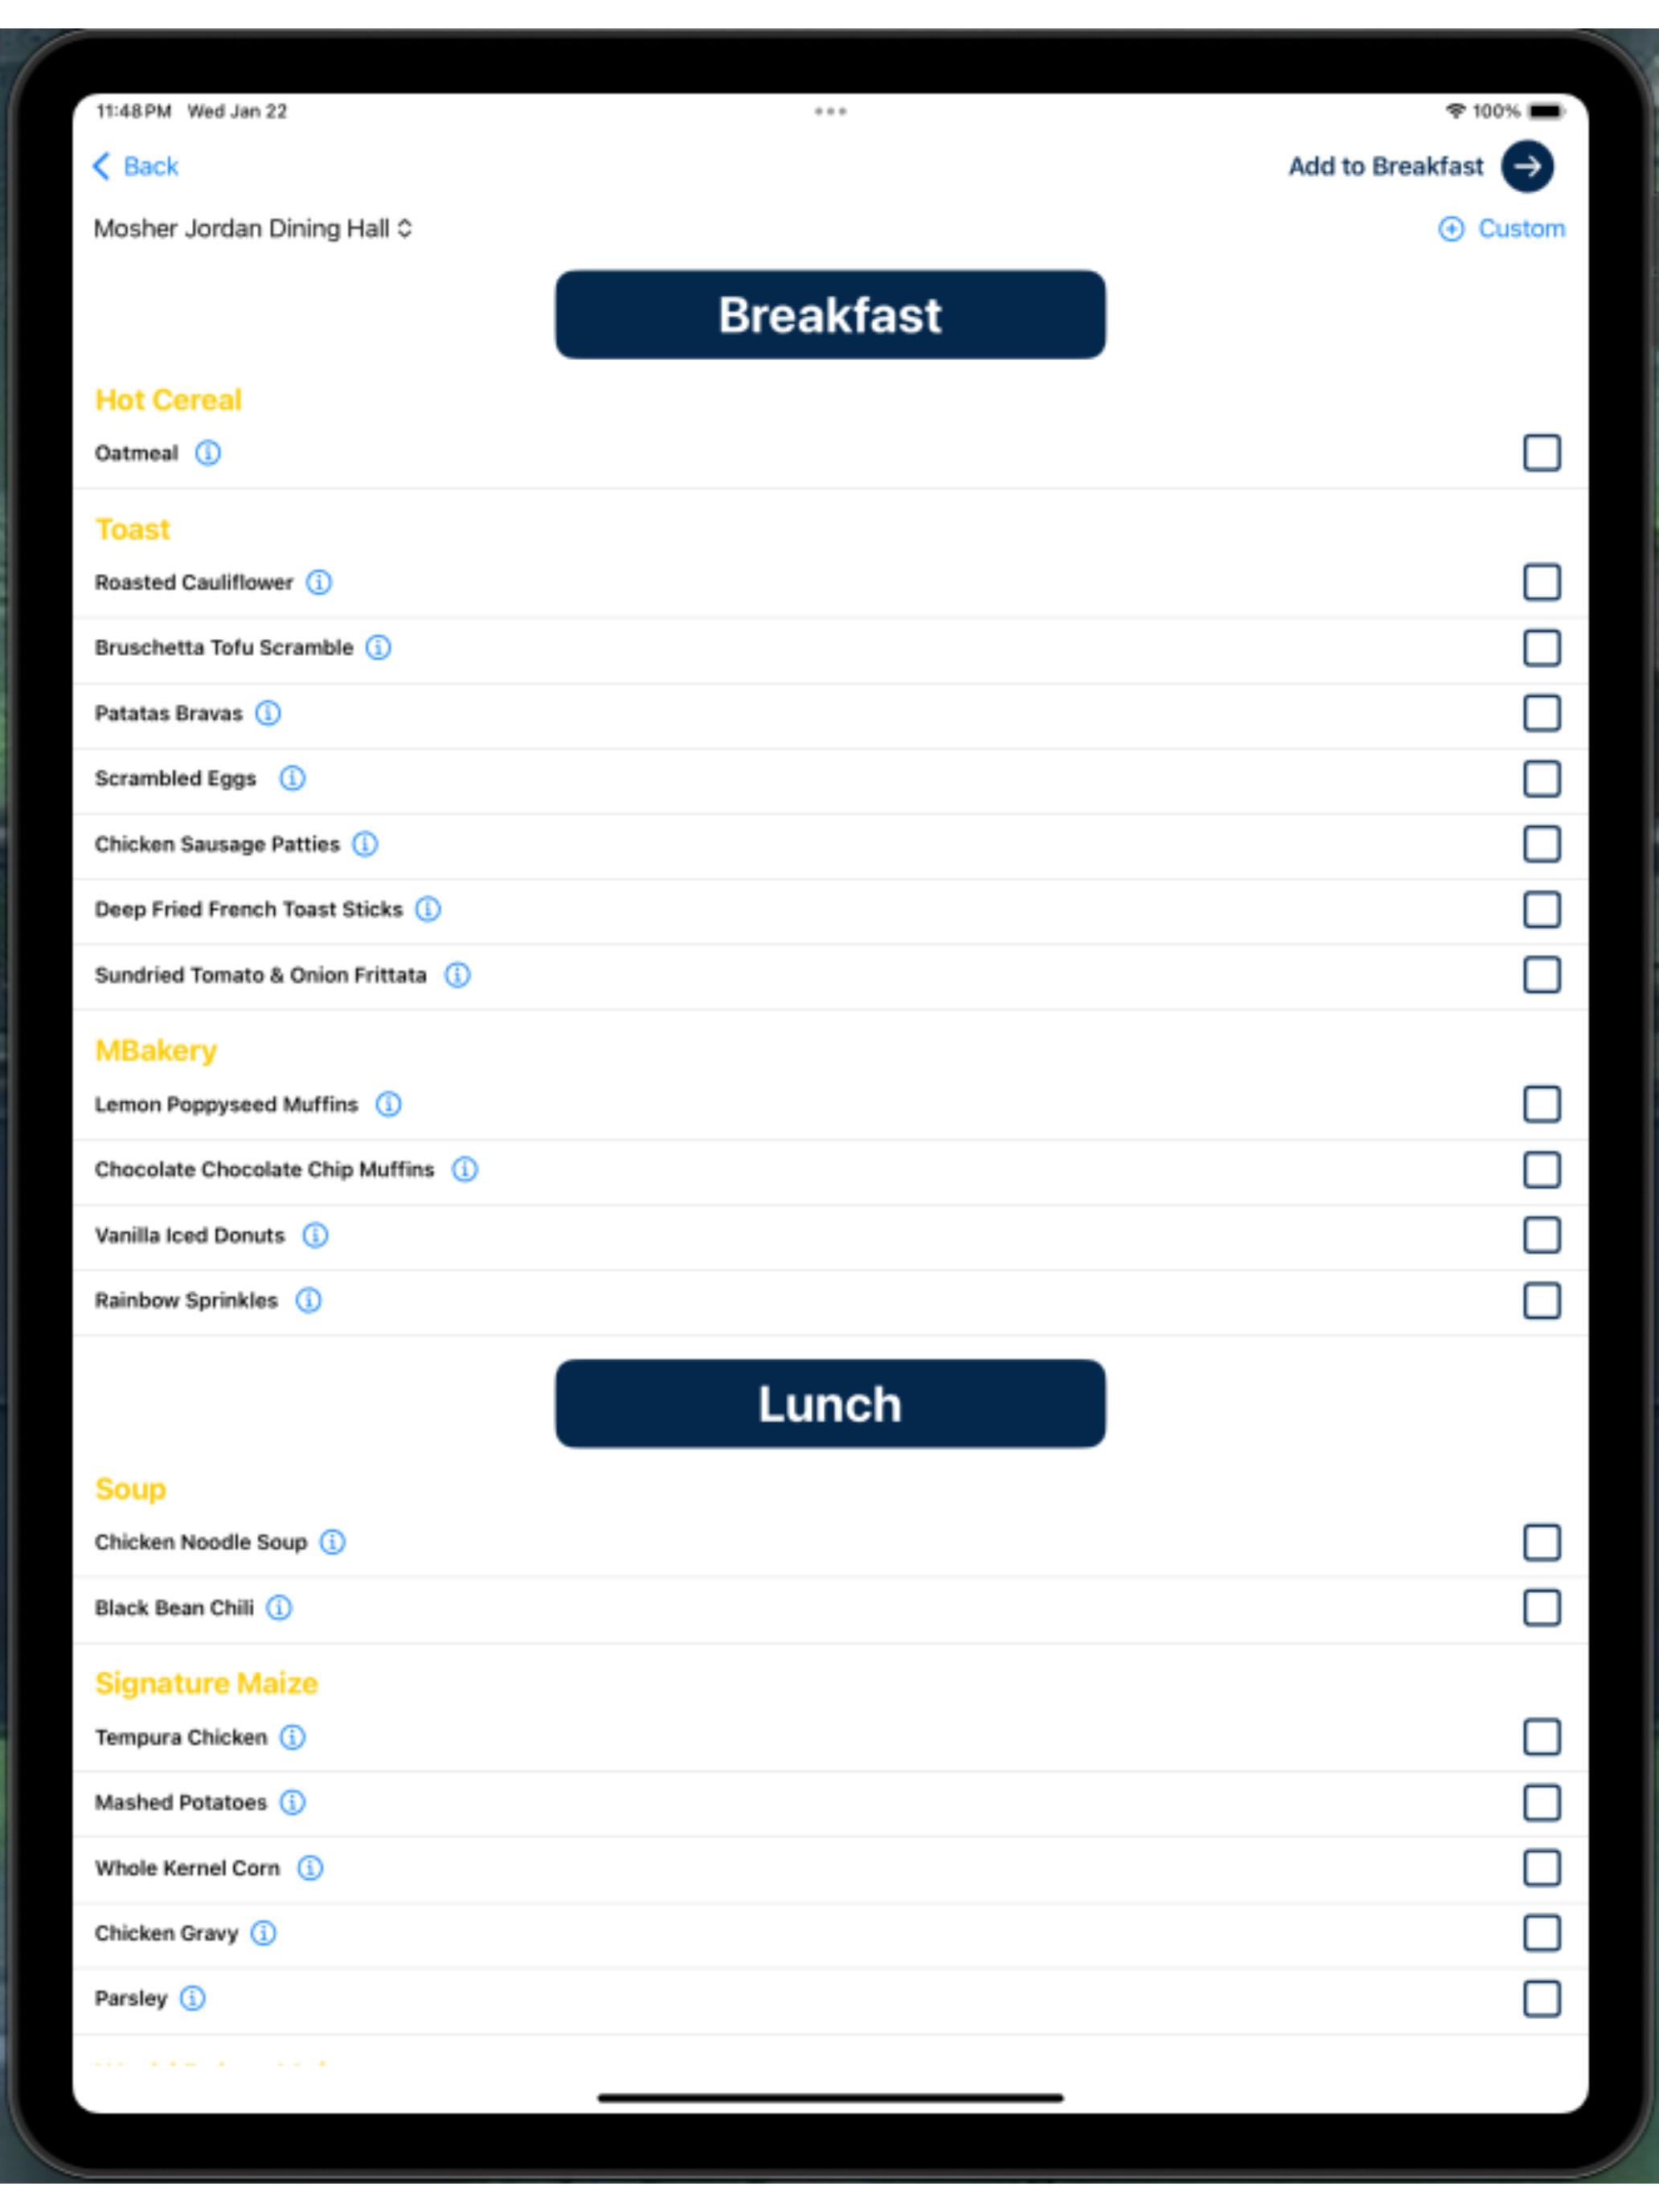 11:48 PM Wed Jan 22
100%
Back
Add to Breakfast
Mosher Jordan Dining Hall
Custom
Breakfast
Hot Cereal
Oatmeal
Toast
Roasted Cauliflower
Bruschetta Tofu Scramble
Patatas Bravas
Scrambled Eggs
Chicken Sausage Patties
Deep Fried French Toast Sticks
Sundried Tomato & Onion Frittata
MBakery
Lemon Poppyseed Muffins
Chocolate Chocolate Chip Muffins
Vanilla Iced Donuts
Rainbow Sprinkles
Lunch
Soup
Chicken Noodle Soup
Black Bean Chili
Signature Maize
Tempura Chicken
Mashed Potatoes
Whole Kernel Corn
Chicken Gravy
Parsley